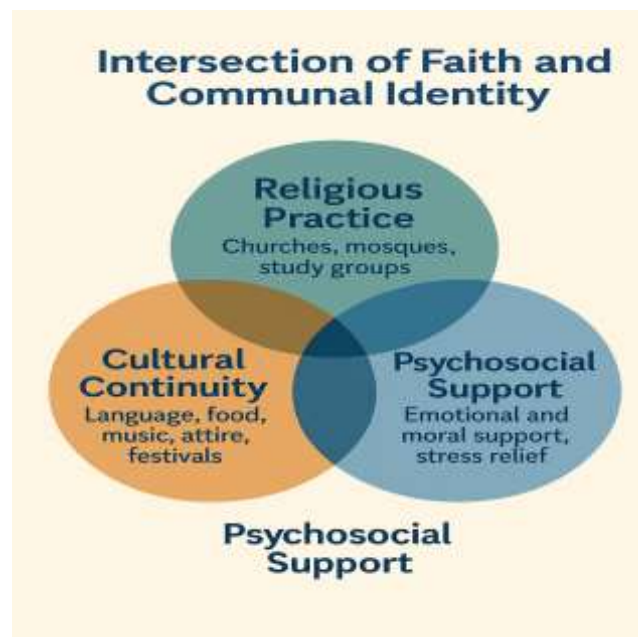 Intersection of Faith and
Communal Identity
Religious
Practice
Churches, mosques,
study groups
Cultural
Continuity
Language, food,
music, attire,
festivals
Psychosocial
Support
Emotional and
moral support,
stress relief
Psychosocial
Support